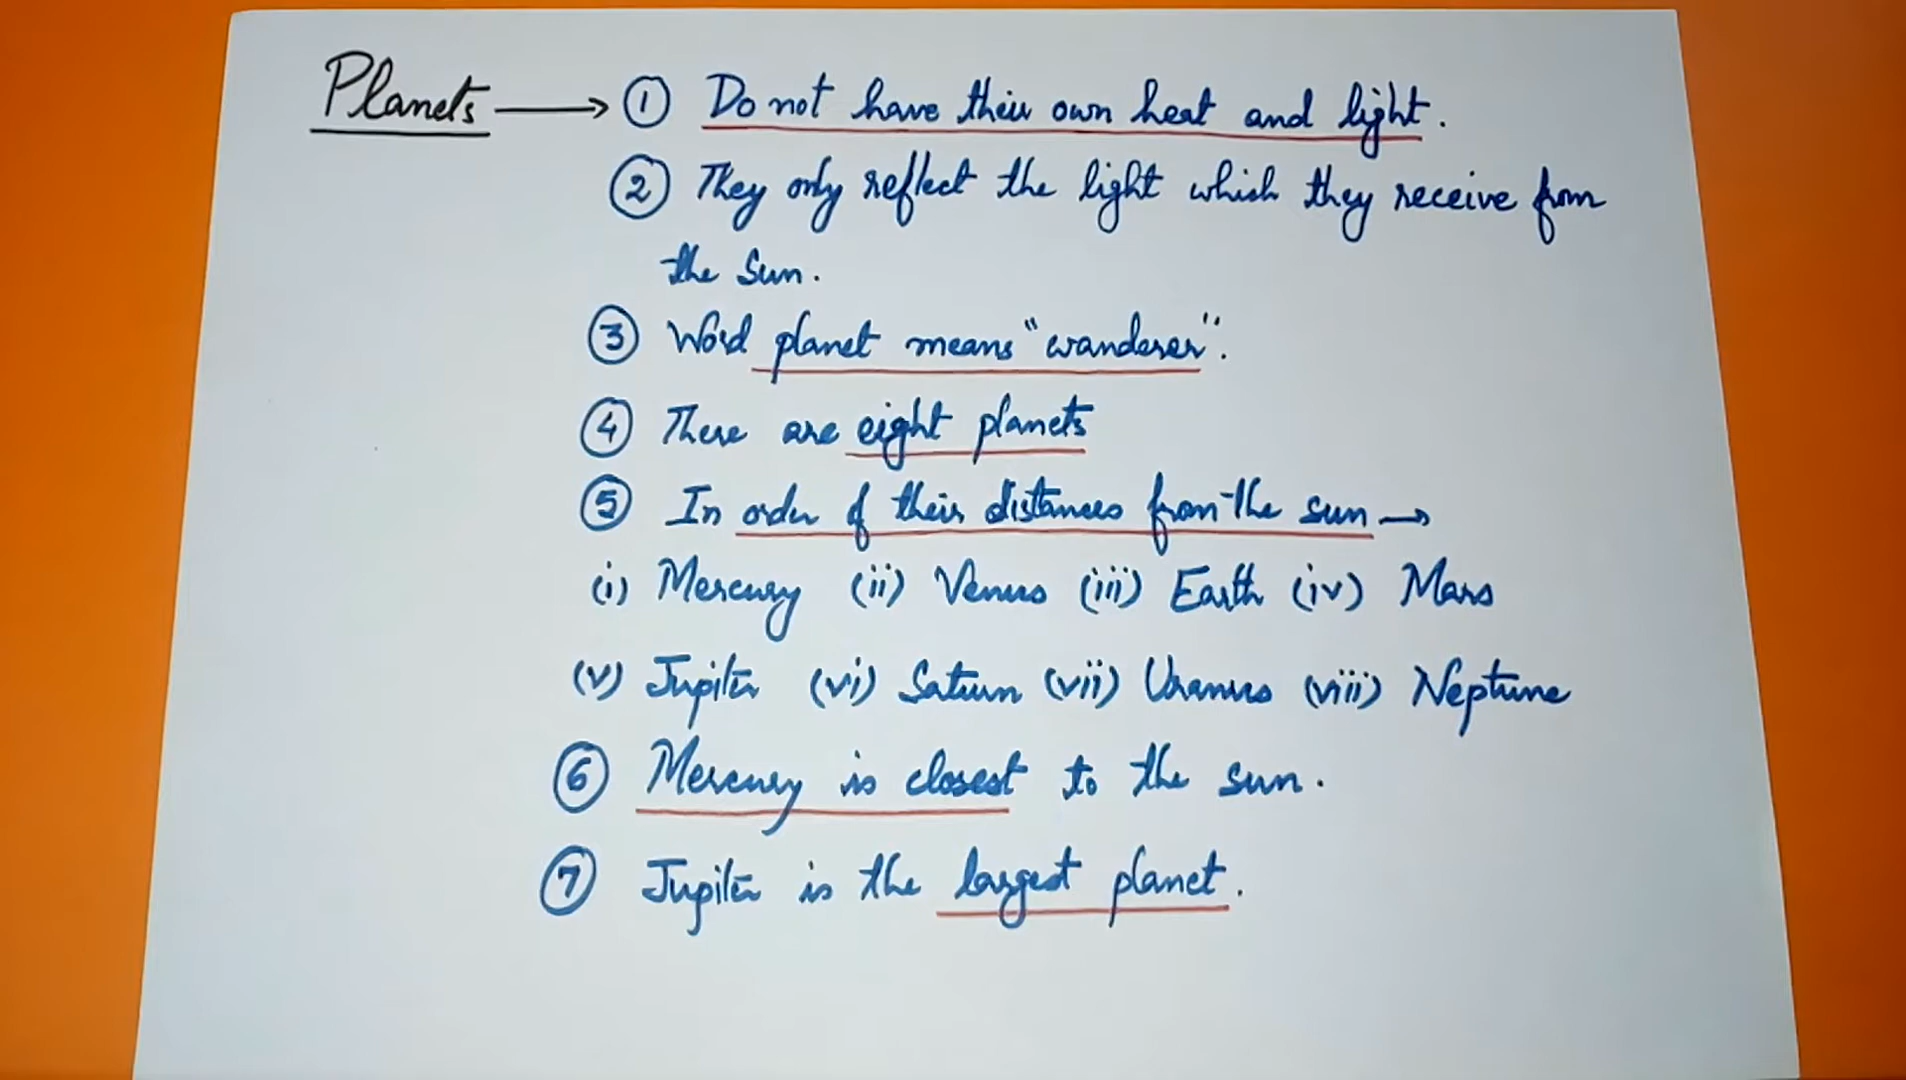 Planets → ① Do not have their own heat and light.
② They only reflect the light which they receive from
the Sun.
③ Word planet means "wanderer".
④ There are eight planets
⑤ In order of their distances from the sun →
(i) Mercury (ii) Venus (iii) Earth (iv) Mars
(v) Jupiter (vi) Saturn (vii) Uranus (viii) Neptune
⑥ Mercury is closest to the sun.
⑦ Jupiter is the largest planet.